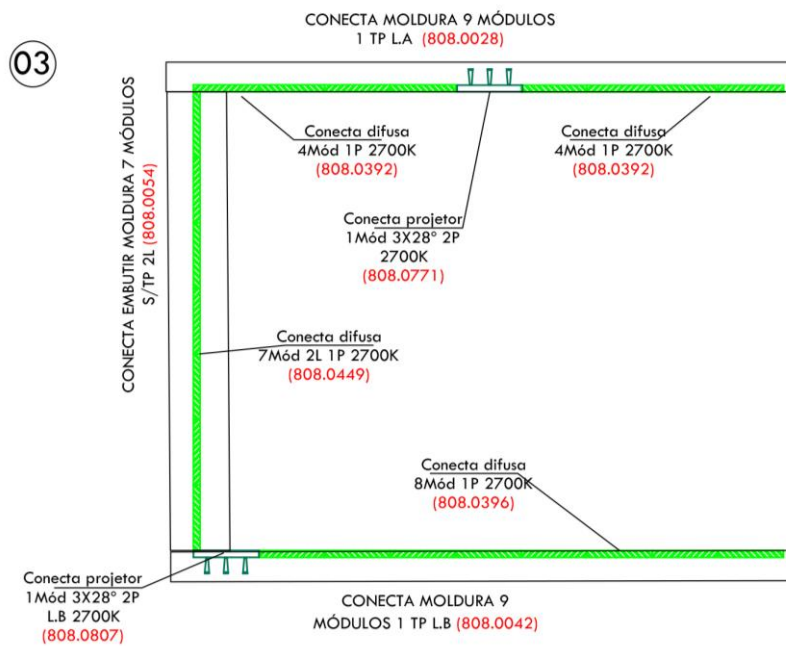 CONECTA MOLDURA 9 MÓDULOS
1 TP L.A (808.0028)
03
CONECTA EMBUTIR MOLDURA 7 MÓDULOS
S/TP 2L (808.0054)
Conecta difusa
4Mód 1P 2700K
(808.0392)
Conecta difusa
4Mód 1P 2700K
(808.0392)
Conecta projetor
1Mód 3X28° 2P
2700K
(808.0771)
Conecta difusa
7Mód 2L 1P 2700K
(808.0449)
Conecta difusa
8Mód 1P 2700K
(808.0396)
Conecta projetor
1Mód 3X28° 2P
L.B 2700K
(808.0807)
CONECTA MOLDURA 9
MÓDULOS 1 TP L.B (808.0042)